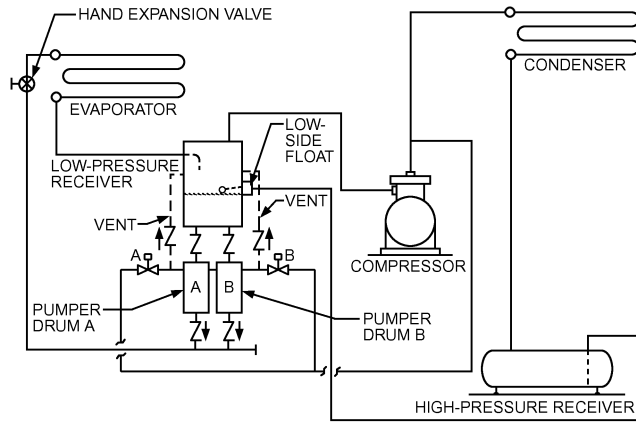 HAND EXPANSION VALVE
EVAPORATOR
CONDENSER
LOW-PRESSURE
RECEIVER
LOW-
SIDE
FLOAT
VENT
VENT
A
B
COMPRESSOR
A
B
PUMPER
DRUM A
PUMPER
DRUM B
HIGH-PRESSURE RECEIVER